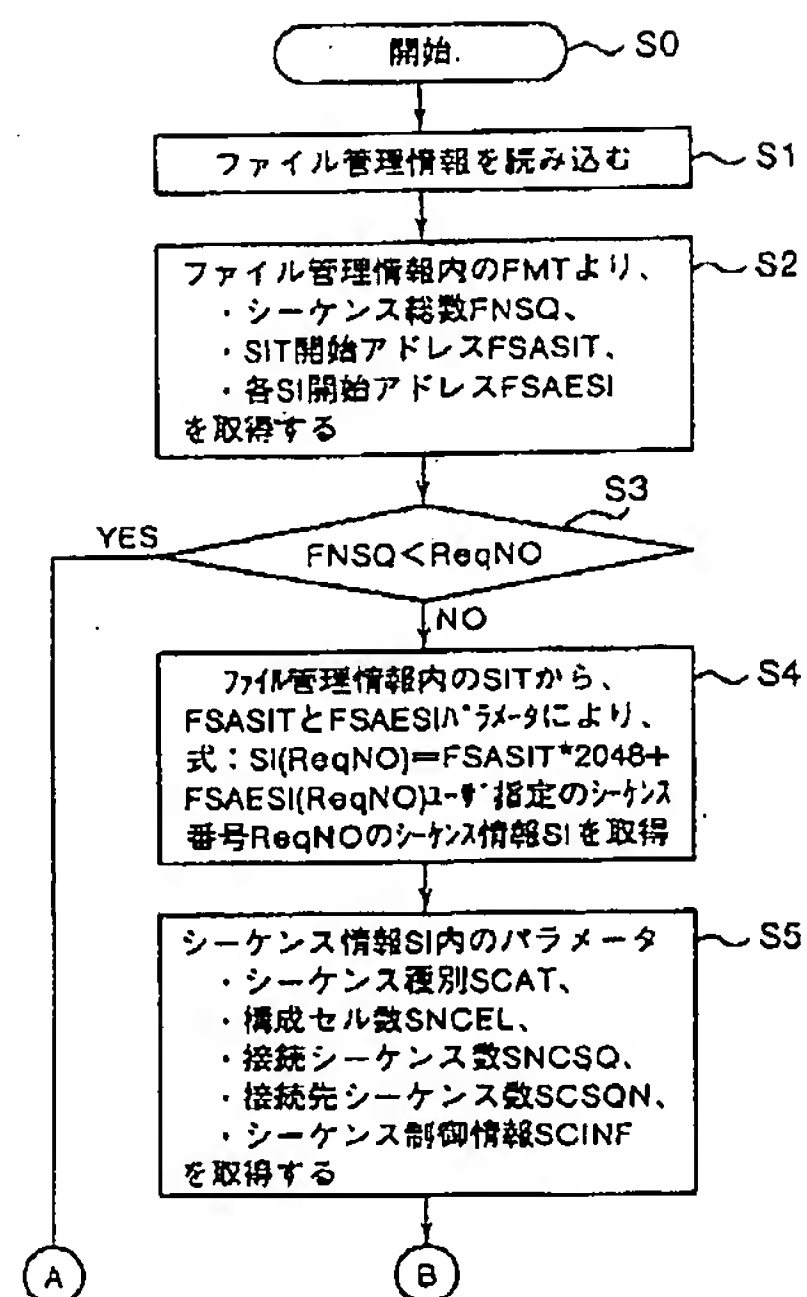 開始.
S0
ファイル管理情報を読み込む
S1
ファイル管理情報内のFMTより、
・シーケンス総数FNSQ、
・SIT開始アドレスFSASIT、
・各SI開始アドレスFSAESI
を取得する
S2
S3
YES
FNSQ<ReqNO
NO
ファイル管理情報内のSITから、
FSASITとFSAESIパラメータにより、
式：SI(ReqNO)=FSASIT*2048+
FSAESI(ReqNO)ユーザ指定のシーケンス
番号ReqNOのシーケンス情報SIを取得
S4
シーケンス情報SI内のパラメータ
・シーケンス種別SCAT、
・構成セル数SNCEL、
・接続シーケンス数SNCSQ、
・接続先シーケンス数SCSQN、
・シーケンス制御情報SCINF
を取得する
S5
A
B